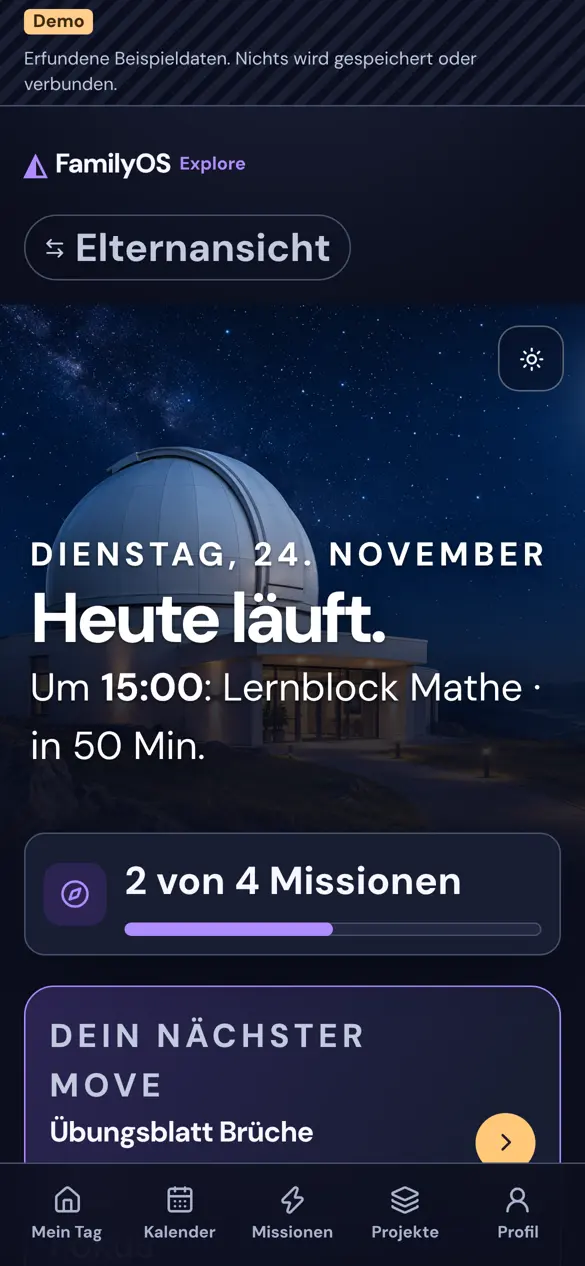 Demo
Erfundene Beispieldaten. Nichts wird gespeichert oder
verbunden.
FamilyOS Explore
Elternansicht
DIENSTAG, 24. NOVEMBER
Heute läuft.
Um 15:00: Lernblock Mathe ·
in 50 Min.
2 von 4 Missionen
DEIN NÄCHSTER
MOVE
Übungsblatt Brüche
Mein Tag
Kalender
Missionen
Projekte
Profil